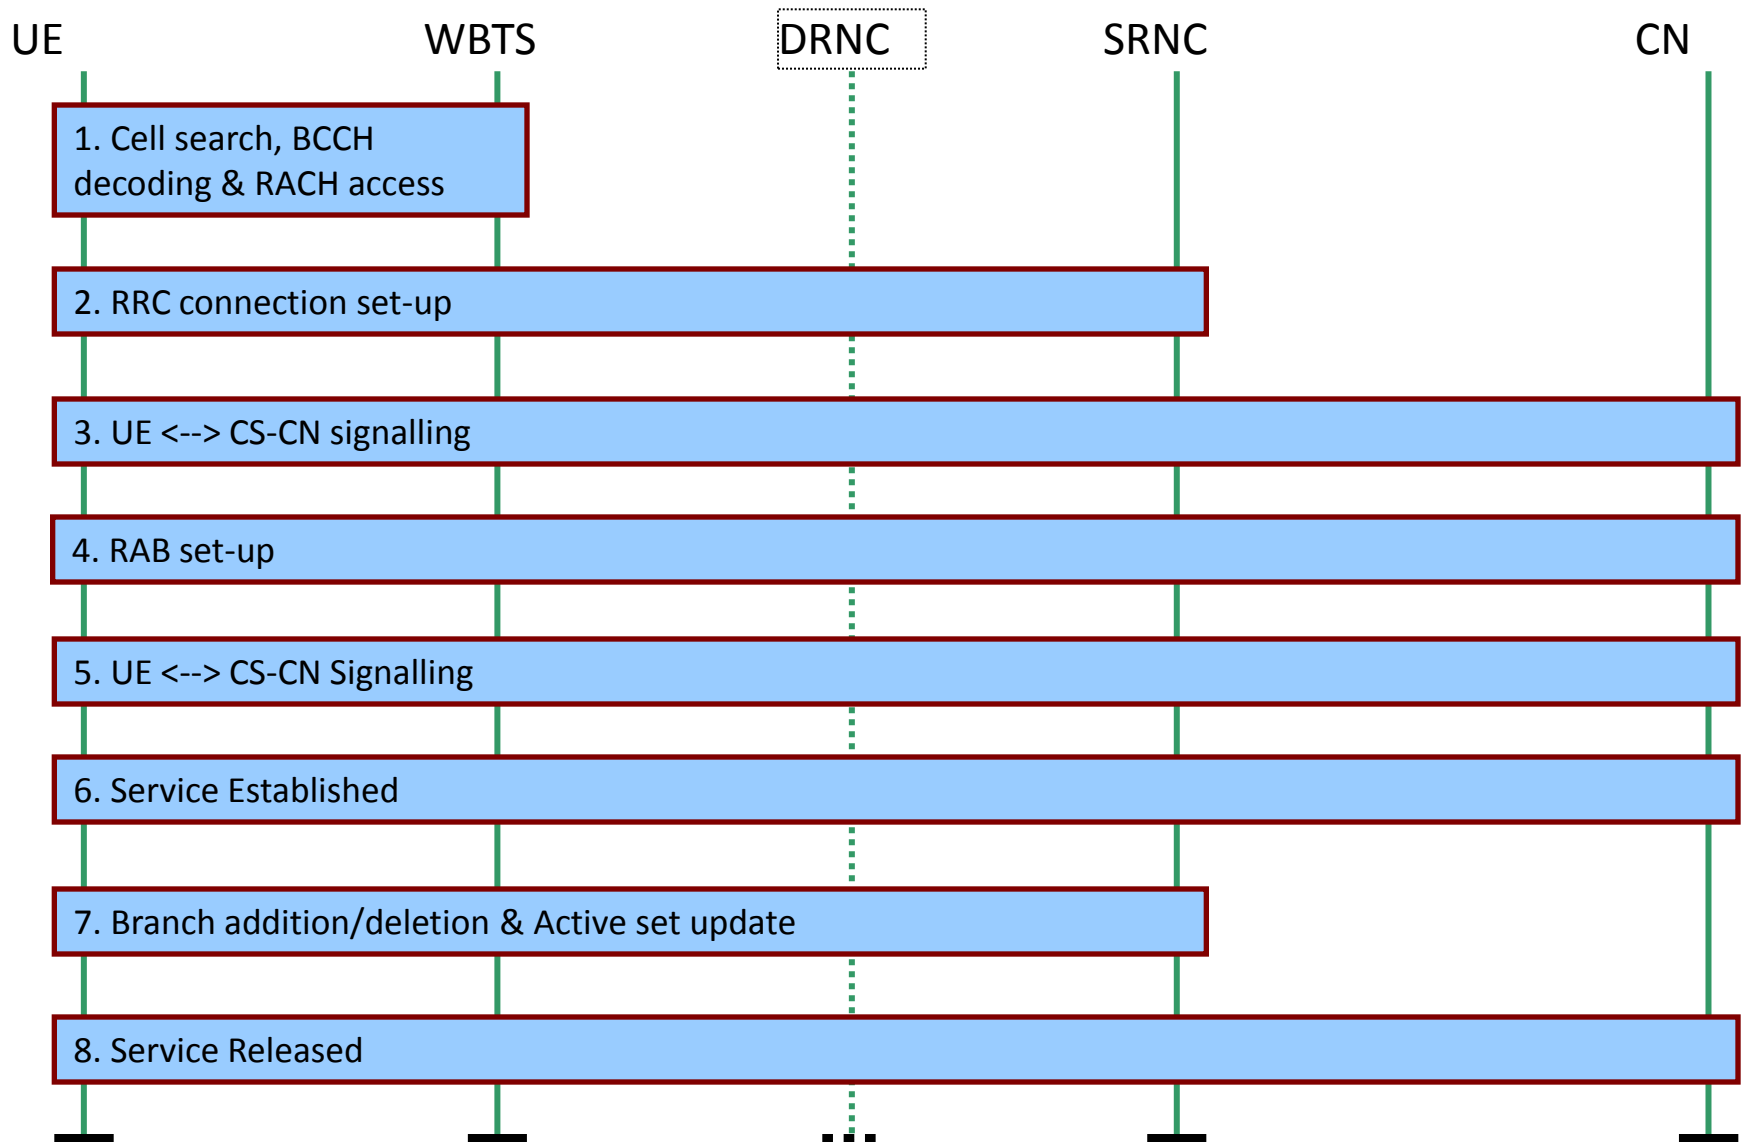 UE WBTS DRNC SRNC CN
1. Cell search, BCCH
decoding & RACH access
2. RRC connection set-up
3. UE <--> CS-CN signalling
4. RAB set-up
5. UE <--> CS-CN Signalling
6. Service Established
7. Branch addition/deletion & Active set update
8. Service Released